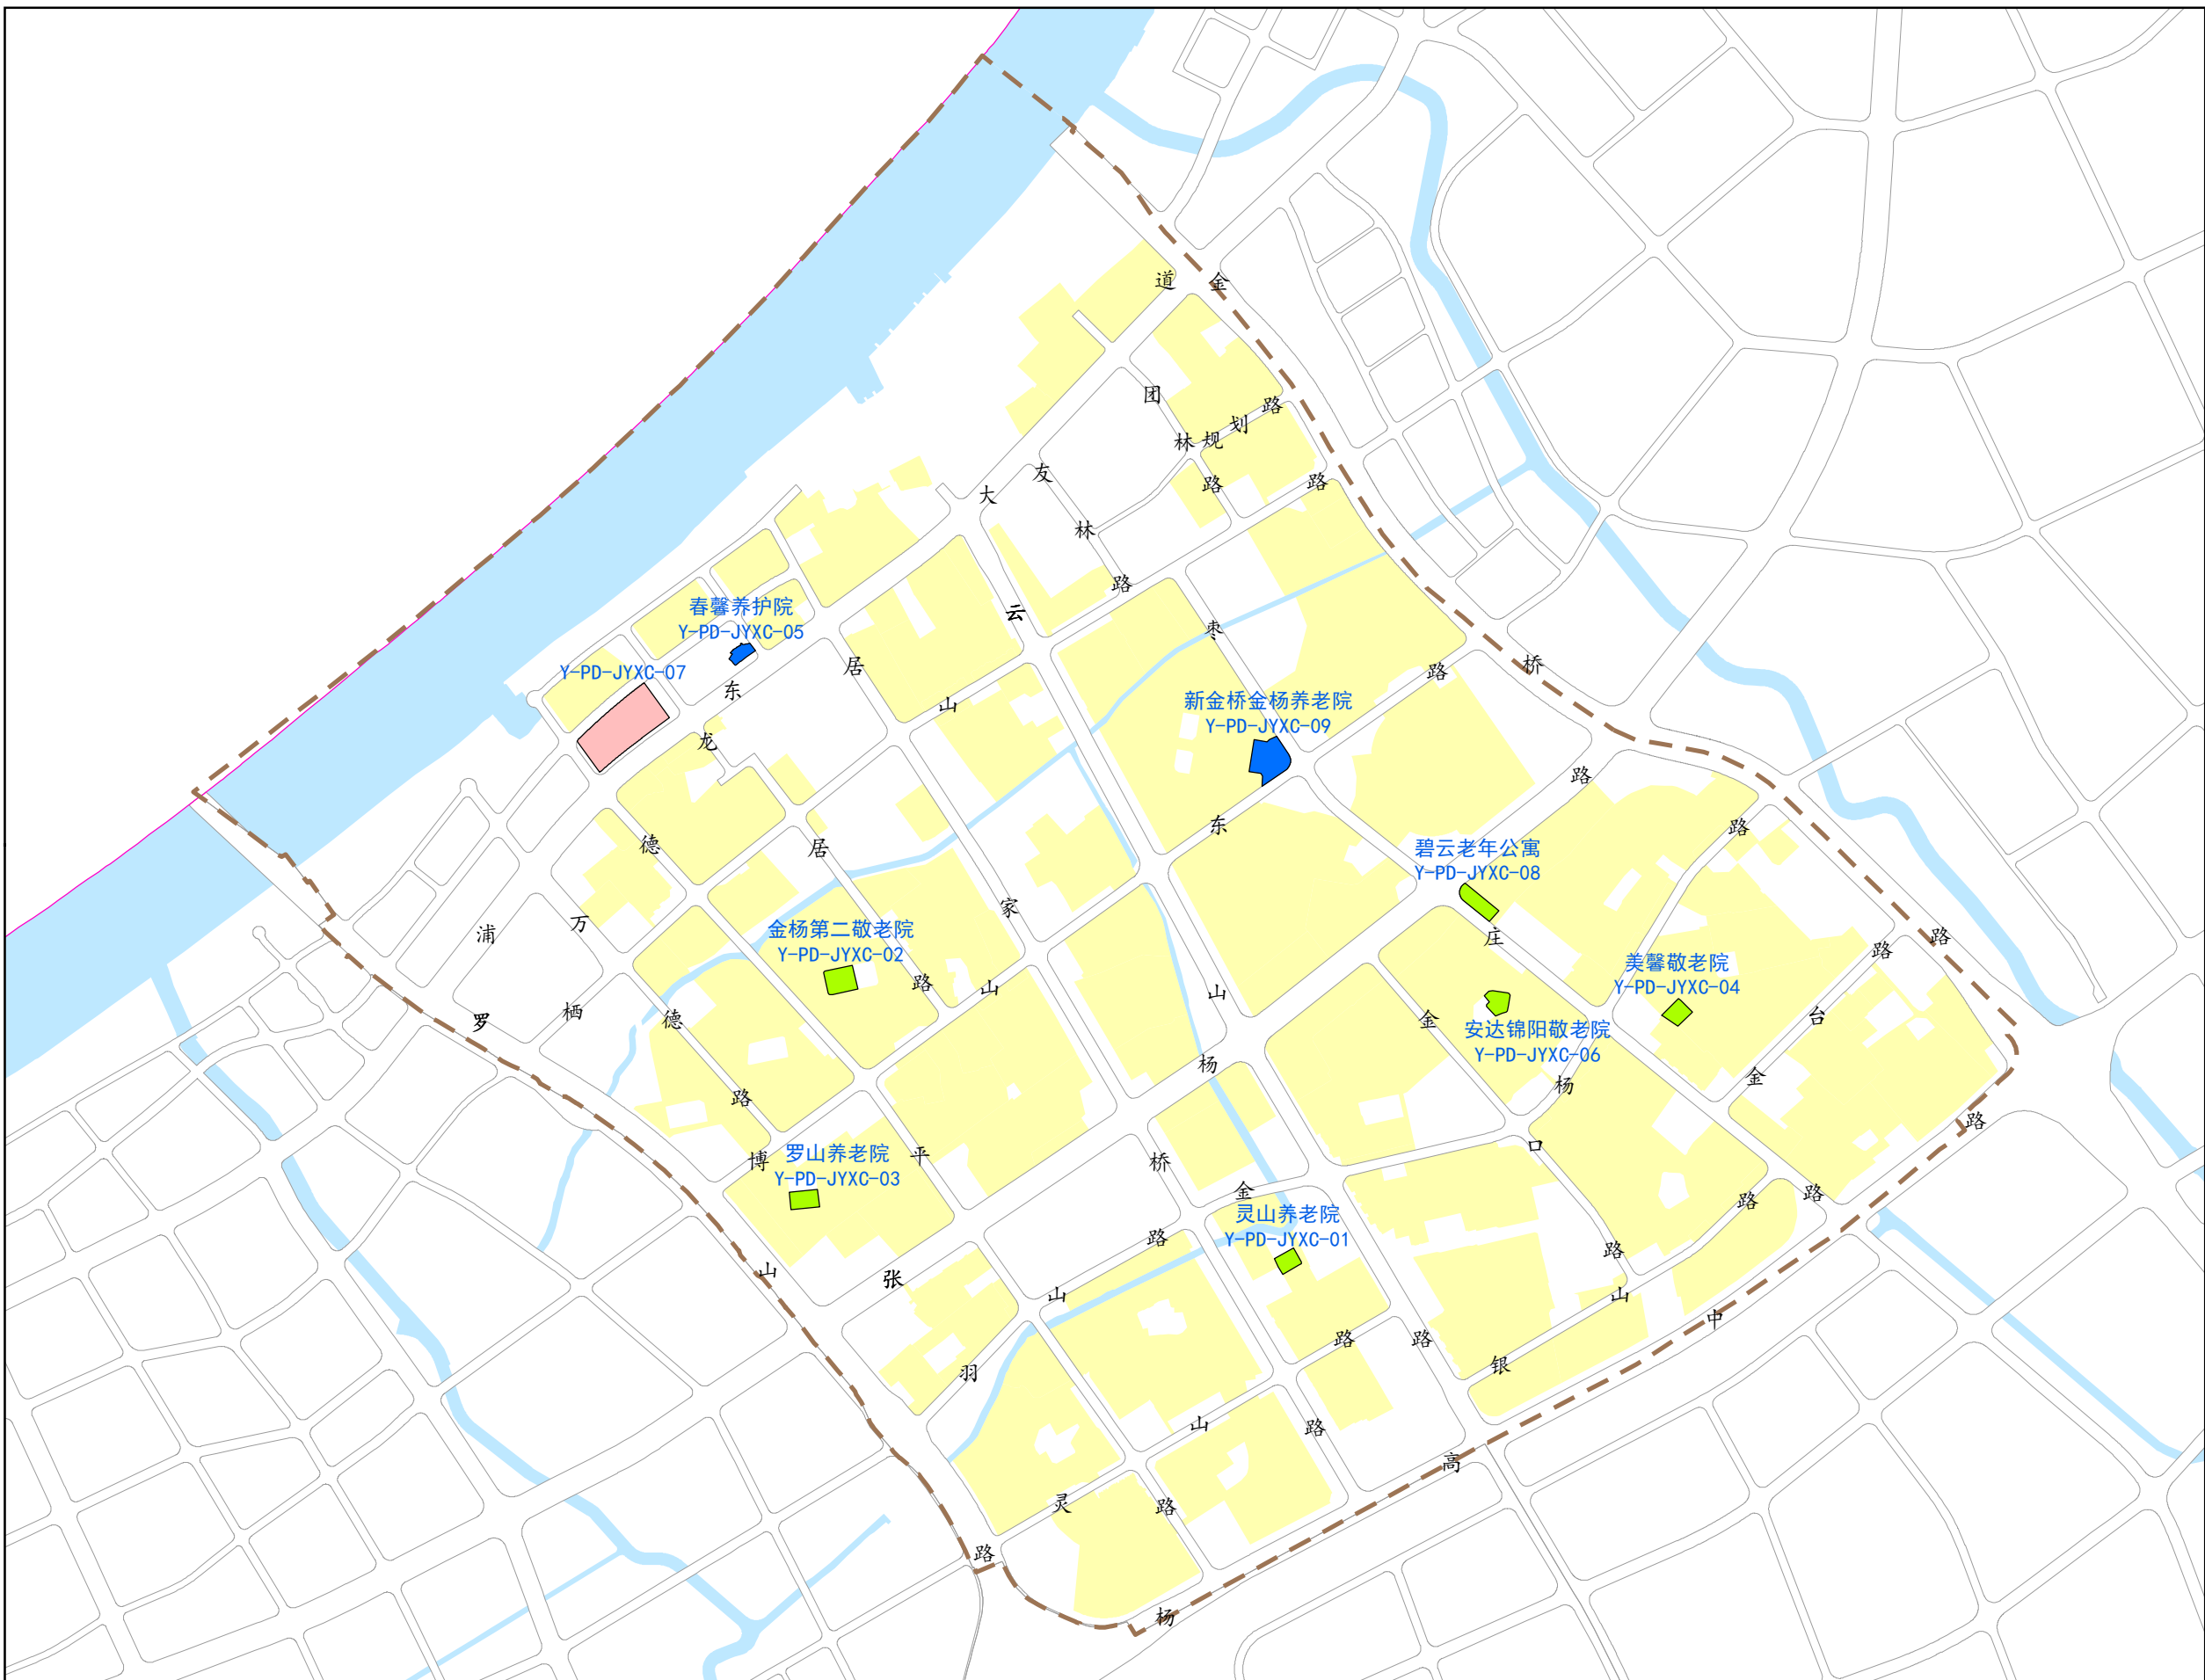 道
金
团
路
划
林
规
友
大
路
路
林
路
云
春馨养护院
Y-PD-JYXC-05
枣
居
桥
Y-PD-JYXC-07
路
东
新金桥金杨养老院
Y-PD-JYXC-09
山
龙
路
东
路
德
居
碧云老年公寓
Y-PD-JYXC-08
家
万
浦
金杨第二敬老院
Y-PD-JYXC-02
庄
路
路
美馨敬老院
Y-PD-JYXC-04
路
山
山
栖
罗
德
金
台
安达锦阳敬老院
Y-PD-JYXC-06
杨
金
杨
路
路
口
平
博
罗山养老院
Y-PD-JYXC-03
桥
金
路
路
灵山养老院
Y-PD-JYXC-01
路
路
山
张
山
山
中
路
路
银
羽
山
路
高
灵
路
路
杨